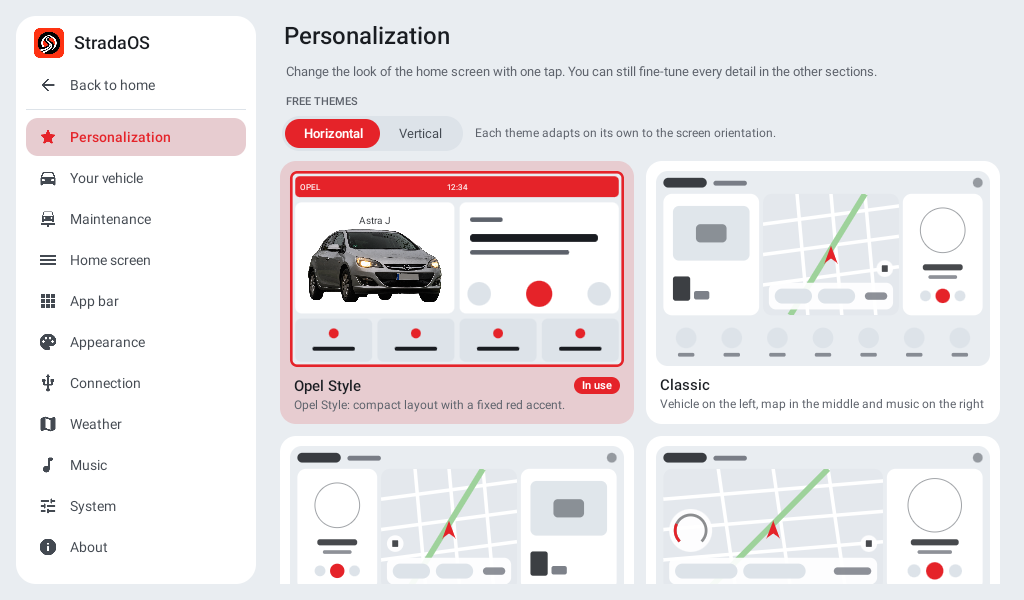 StradaOS
Back to home
Personalization
Your vehicle
Maintenance
Home screen
App bar
Appearance
Connection
Weather
Music
System
About
Personalization
Change the look of the home screen with one tap. You can still fine-tune every detail in the other sections.
FREE THEMES
Horizontal
Vertical
Each theme adapts on its own to the screen orientation.
OPEL
12:34
Astra J
Opel Style
In use
Opel Style: compact layout with a fixed red accent.
Classic
Vehicle on the left, map in the middle and music on the right